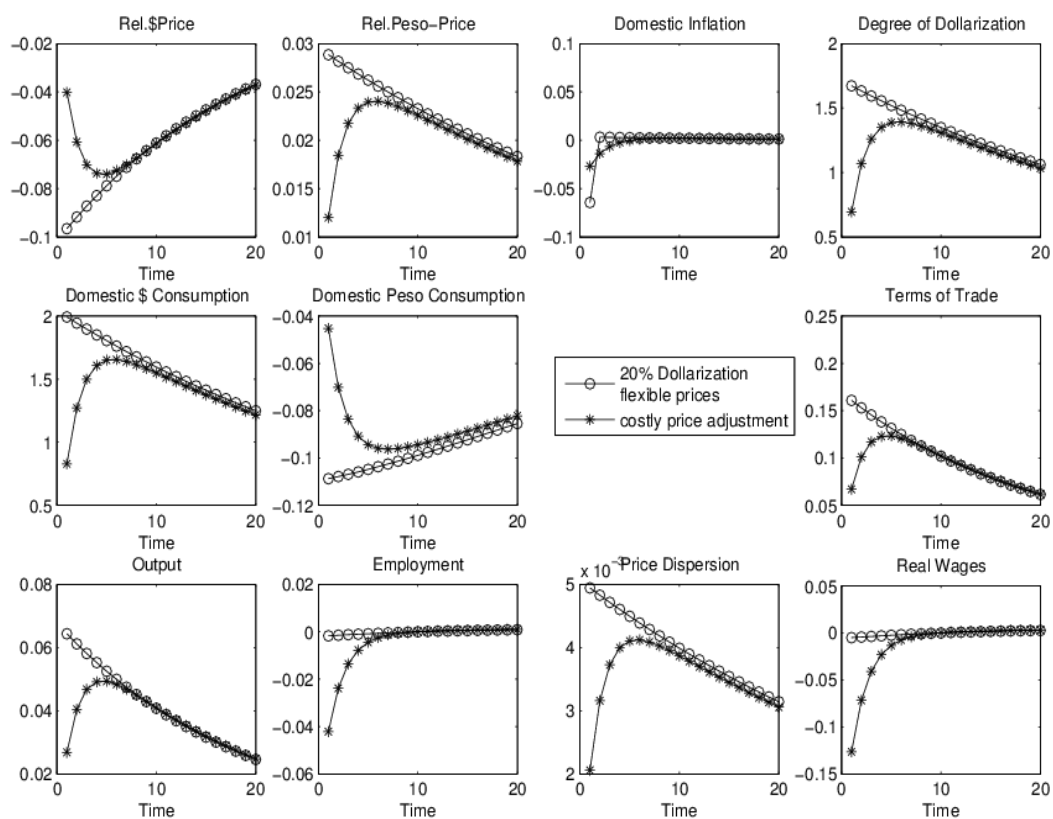 Rel.$Price
Rel.Peso−Price
Domestic Inflation
Degree of Dollarization
−0.02
−0.04
−0.06
−0.08
−0.1
0 10 20
Time
0.03
0.024
0.02
0.015
0.01
0 10 20
Time
0.1
0.05
0
−0.05
−0.1
0 10 20
Time
2
1.5
1
0.5
0 10 20
Time
Domestic $ Consumption
Domestic Peso Consumption
Terms of Trade
2
1.5
1
0.5
0 10 20
Time
−0.04
−0.06
−0.08
−0.1
−0.12
0 10 20
Time
20% Dollarization
flexible prices
costly price adjustment
0.25
0.2
0.15
0.1
0.05
0 10 20
Time
Output
Employment
x 10−3 Price Dispersion
Real Wages
0.08
0.06
0.04
0.02
0 10 20
Time
0.02
0
−0.02
−0.04
−0.06
0 10 20
Time
5
4
3
2
0 10 20
Time
0.05
0
−0.05
−0.1
−0.15
0 10 20
Time